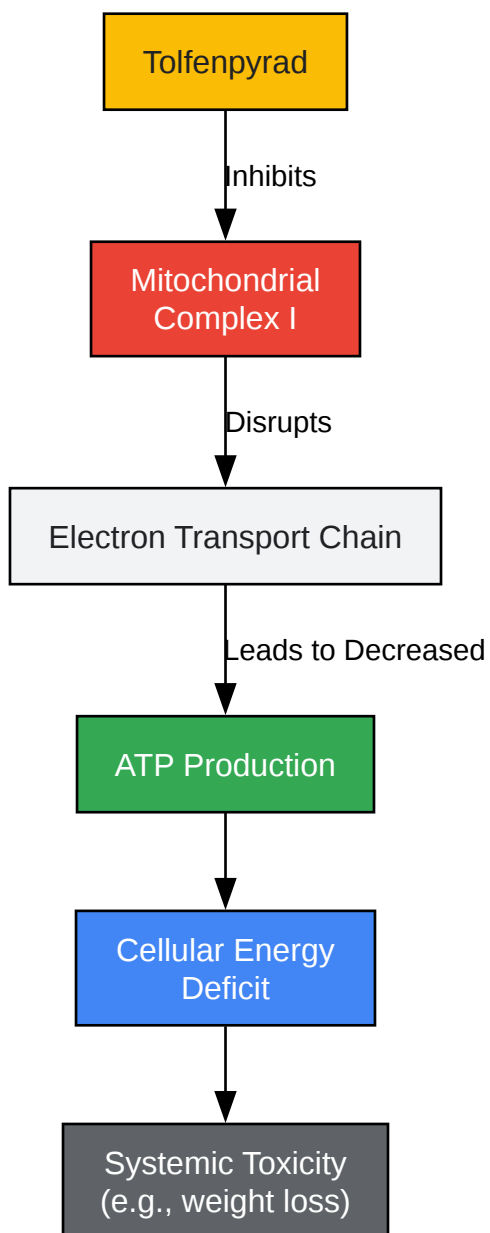 Tolfenpyrad
Inhibits
Mitochondrial
Complex I
Disrupts
Electron Transport Chain
Leads to Decreased
ATP Production
Cellular Energy
Deficit
Systemic Toxicity
(e.g., weight loss)